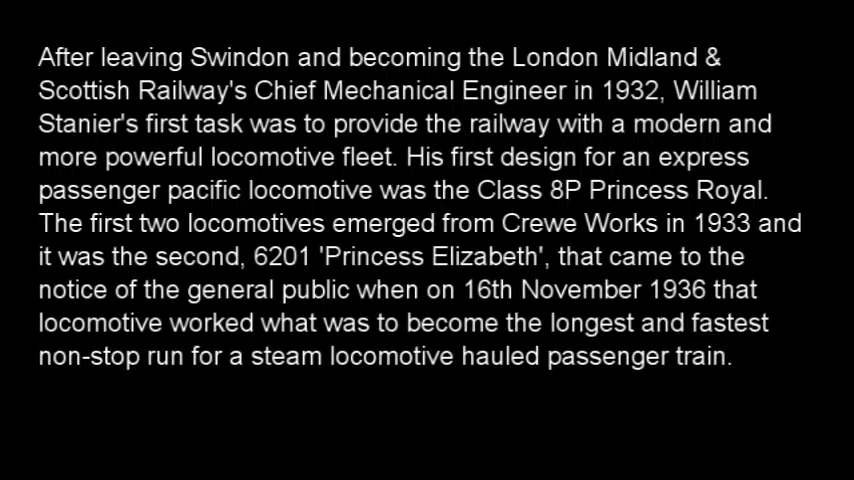 After leaving Swindon and becoming the London Midland &
Scottish Railway's Chief Mechanical Engineer in 1932, William
Stanier's first task was to provide the railway with a modern and
more powerful locomotive fleet. His first design for an express
passenger pacific locomotive was the Class 8P Princess Royal.
The first two locomotives emerged from Crewe Works in 1933 and
it was the second, 6201 'Princess Elizabeth', that came to the
notice of the general public when on 16th November 1936 that
locomotive worked what was to become the longest and fastest
non-stop run for a steam locomotive hauled passenger train.